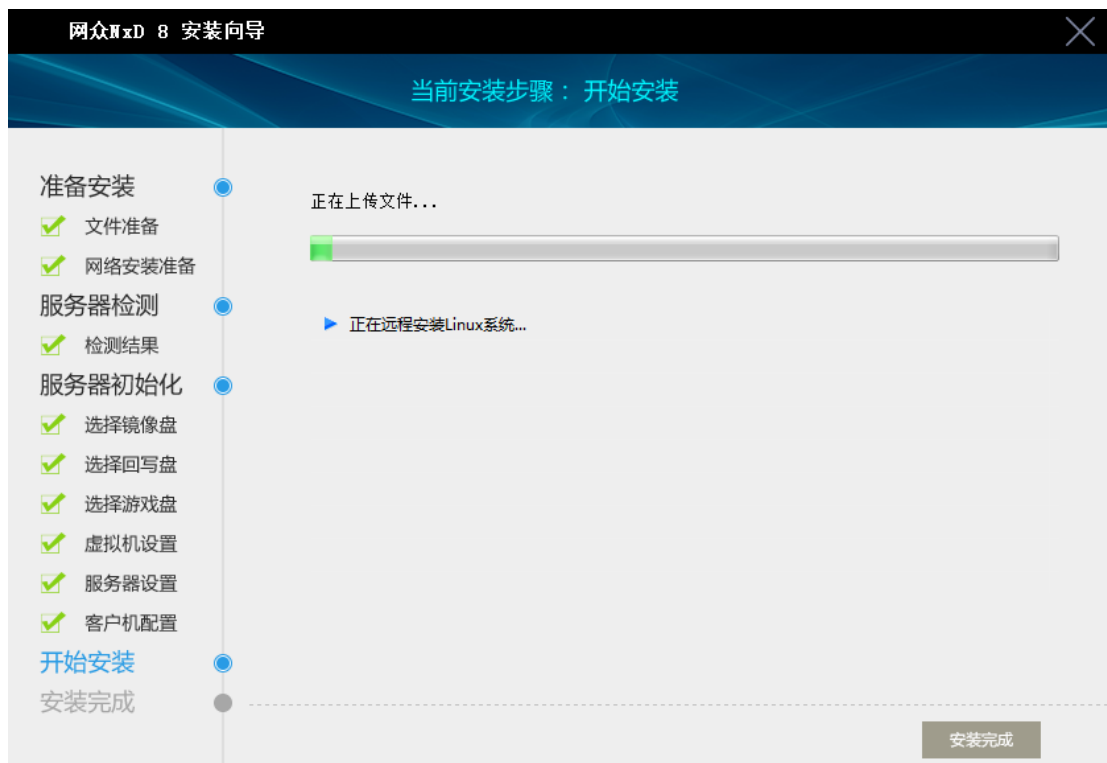 网众NxD 8 安装向导
当前安装步骤： 开始安装
准备安装
文件准备
网络安装准备
服务器检测
检测结果
服务器初始化
选择镜像盘
选择回写盘
选择游戏盘
虚拟机设置
服务器设置
客户机配置
开始安装
安装完成
正在上传文件...
正在远程安装Linux系统...
安装完成